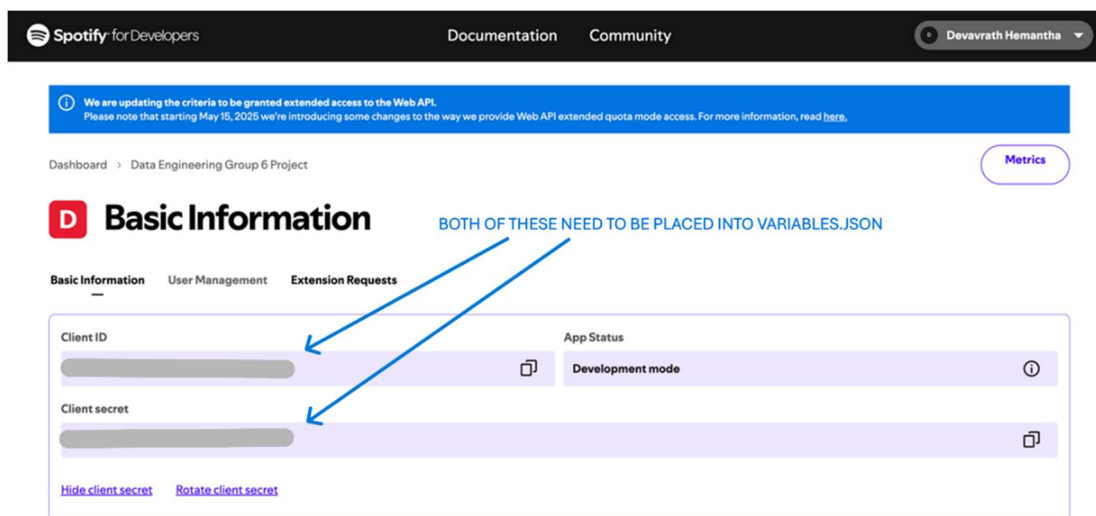 Spotify for Developers
Documentation
Community
Devavrath Hemantha
We are updating the criteria to be granted extended access to the Web API.
Please note that starting May 15, 2025 we're introducing some changes to the way we provide Web API extended quota mode access. For more information, read here.
Dashboard > Data Engineering Group 6 Project
Metrics
D
Basic Information
BOTH OF THESE NEED TO BE PLACED INTO VARIABLES.JSON
Basic Information
User Management
Extension Requests
Client ID
App Status
Development mode
Client secret
Hide client secret
Rotate client secret